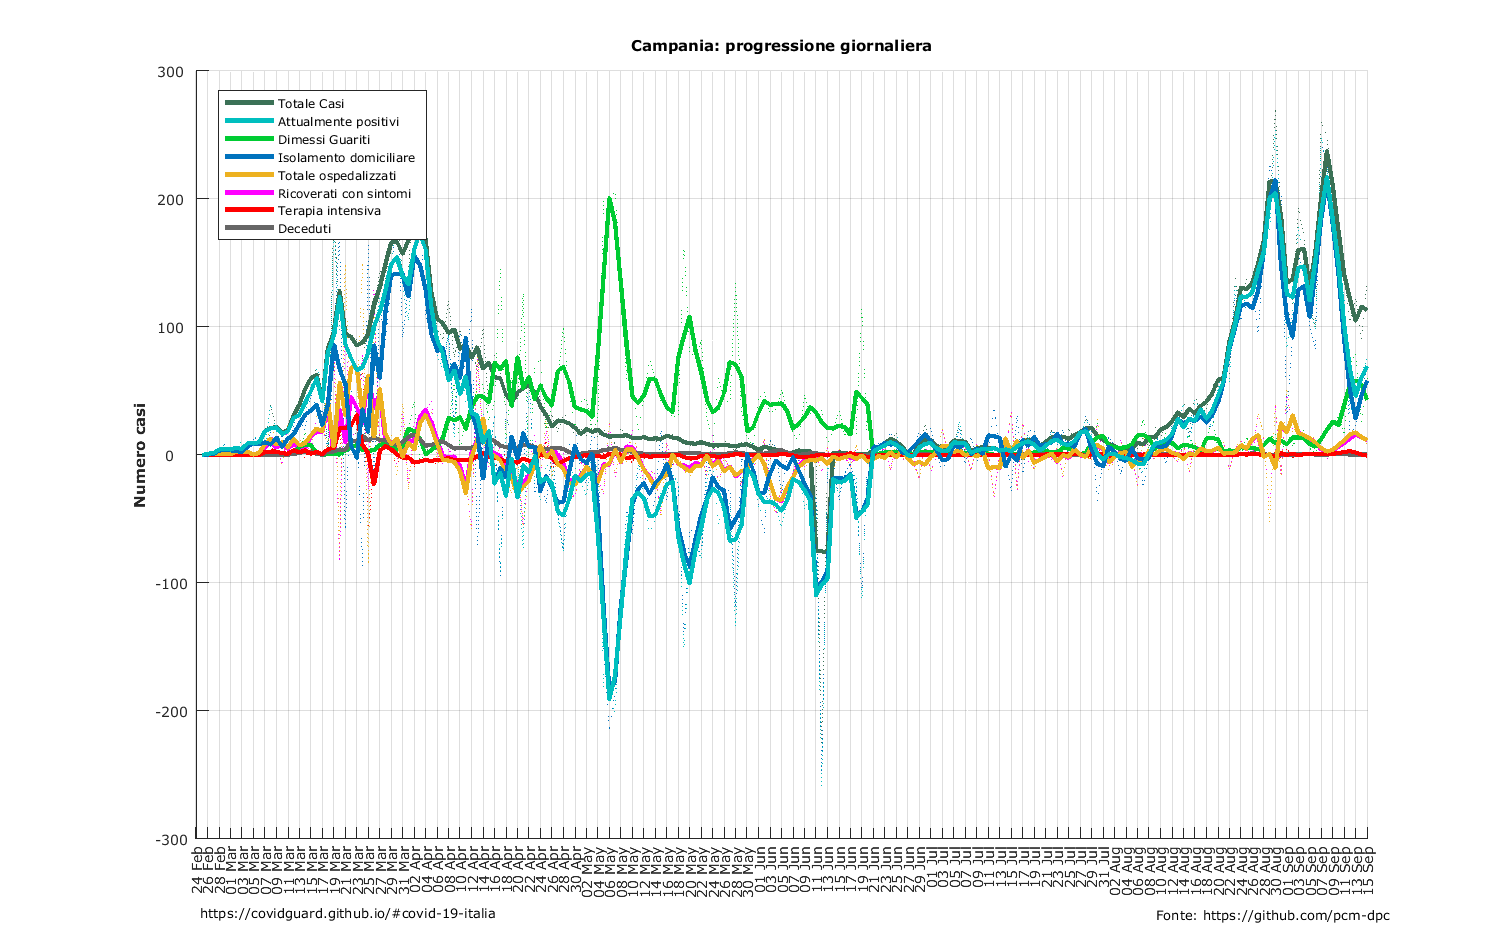 Campania: progressione giornaliera
300
200
100
0
-100
-200
-300
Numero casi
Totale Casi
Attualmente positivi
Dimessi Guariti
Isolamento domiciliare
Totale ospedalizzati
Ricoverati con sintomi
Terapia intensiva
Deceduti
24 Feb
26 Feb
28 Feb
01 Mar
03 Mar
05 Mar
07 Mar
09 Mar
11 Mar
13 Mar
15 Mar
17 Mar
19 Mar
21 Mar
23 Mar
25 Mar
27 Mar
29 Mar
31 Mar
02 Apr
04 Apr
06 Apr
08 Apr
10 Apr
12 Apr
14 Apr
16 Apr
18 Apr
20 Apr
22 Apr
24 Apr
26 Apr
28 Apr
30 Apr
02 May
04 May
06 May
08 May
10 May
12 May
14 May
16 May
18 May
20 May
22 May
24 May
26 May
28 May
30 May
01 Jun
03 Jun
05 Jun
07 Jun
09 Jun
11 Jun
13 Jun
15 Jun
17 Jun
19 Jun
21 Jun
23 Jun
25 Jun
27 Jun
29 Jun
01 Jul
03 Jul
05 Jul
07 Jul
09 Jul
11 Jul
13 Jul
15 Jul
17 Jul
19 Jul
21 Jul
23 Jul
25 Jul
27 Jul
29 Jul
31 Jul
02 Aug
04 Aug
06 Aug
08 Aug
10 Aug
12 Aug
14 Aug
16 Aug
18 Aug
20 Aug
22 Aug
24 Aug
26 Aug
28 Aug
30 Aug
01 Sep
03 Sep
05 Sep
07 Sep
09 Sep
11 Sep
13 Sep
15 Sep
https://covidguard.github.io/#covid-19-italia
Fonte: https://github.com/pcm-dpc